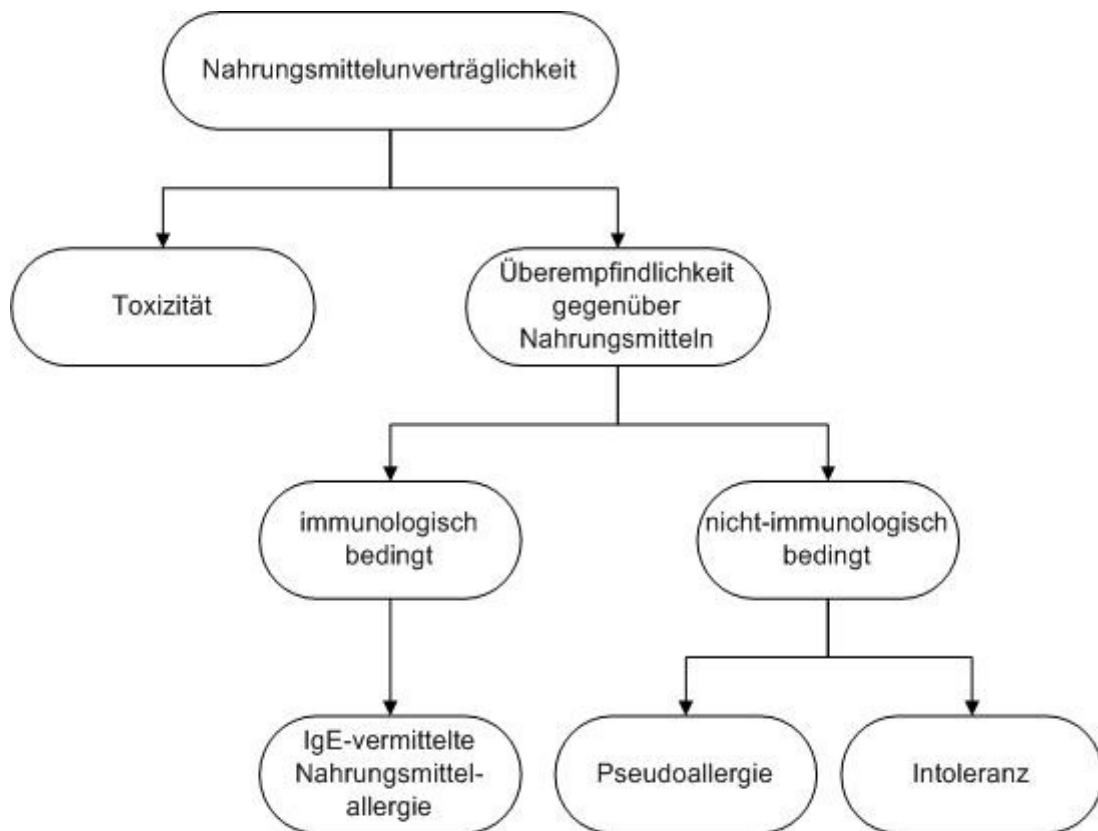 Nahrungsmittelunverträglichkeit
Toxizität
Überempfindlichkeit
gegenüber
Nahrungsmitteln
immunologisch
bedingt
nicht-immunologisch
bedingt
IgE-vermittelte
Nahrungsmittel-
allergie
Pseudoallergie
Intoleranz